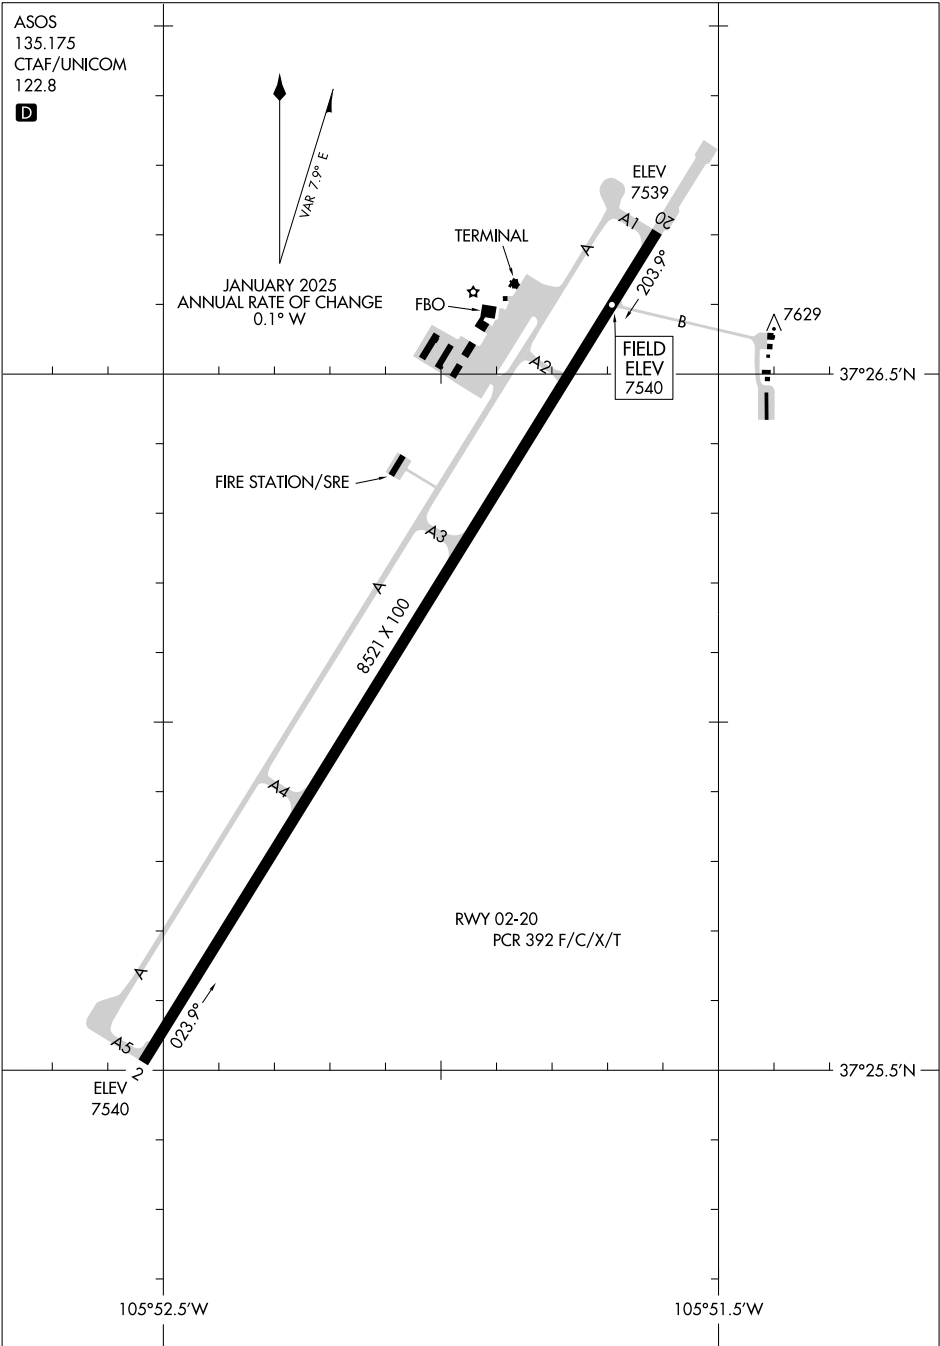 ASOS
135.175
CTAF/UNICOM
122.8
D
VAR 7.9° E
JANUARY 2025
ANNUAL RATE OF CHANGE
0.1° W
ELEV
7539
A1
20
A
203.9°
TERMINAL
FBO
B
7629
FIELD
ELEV
7540
A2
37°26.5'N
FIRE STATION/SRE
A3
A
8521 X 100
A4
RWY 02-20
PCR 392 F/C/X/T
A
023.9°
A5
2
ELEV
7540
37°25.5'N
105°52.5'W
105°51.5'W